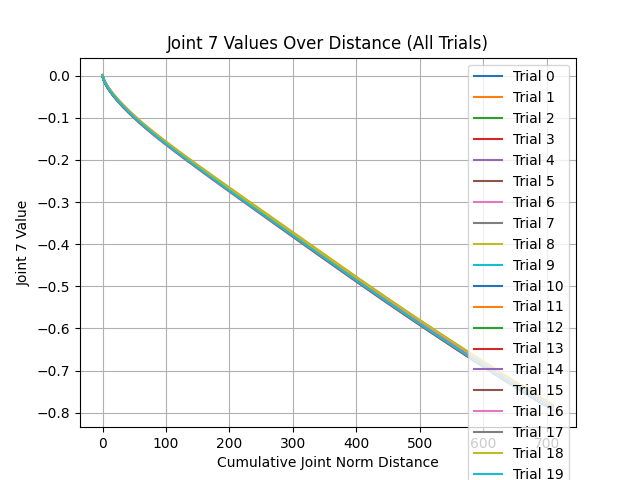 Joint 7 Values Over Distance (All Trials)
Joint 7 Value
0.0
−0.1
−0.2
−0.3
−0.4
−0.5
−0.6
−0.7
−0.8
0
100
200
300
400
500
600
700
Cumulative Joint Norm Distance
Trial 0
Trial 1
Trial 2
Trial 3
Trial 4
Trial 5
Trial 6
Trial 7
Trial 8
Trial 9
Trial 10
Trial 11
Trial 12
Trial 13
Trial 14
Trial 15
Trial 16
Trial 17
Trial 18
Trial 19